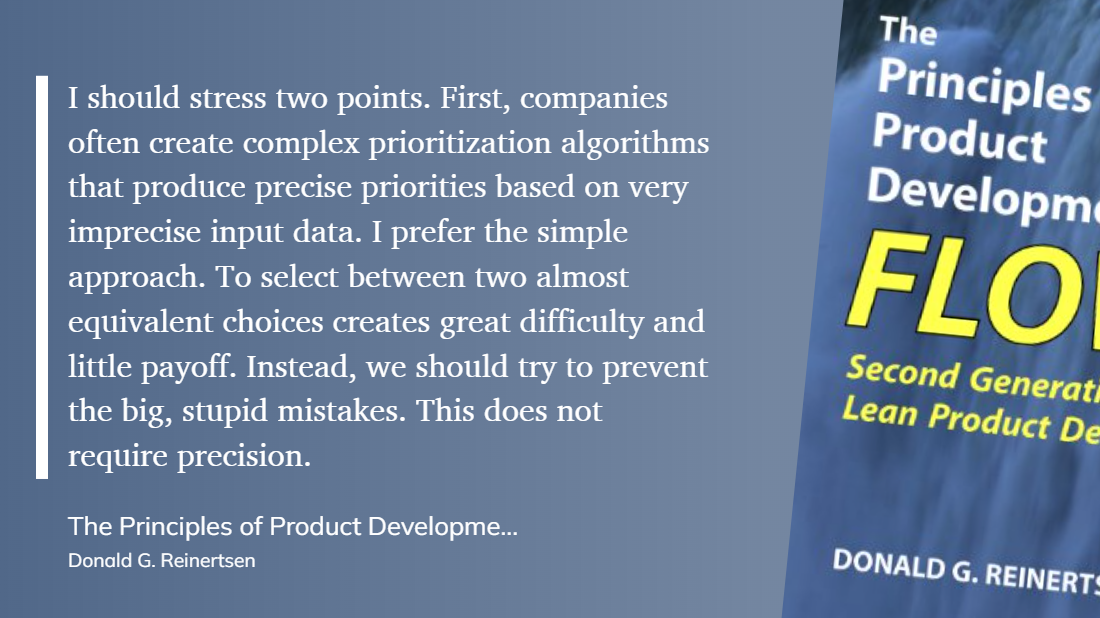 I should stress two points. First, companies
often create complex prioritization algorithms
that produce precise priorities based on very
imprecise input data. I prefer the simple
approach. To select between two almost
equivalent choices creates great difficulty and
little payoff. Instead, we should try to prevent
the big, stupid mistakes. This does not
require precision.
The Principles of Product Developme...
Donald G. Reinertsen
The
Principles
Product
Developme
FLOW
Second Generati
Lean Product De
DONALD G. REINERTS